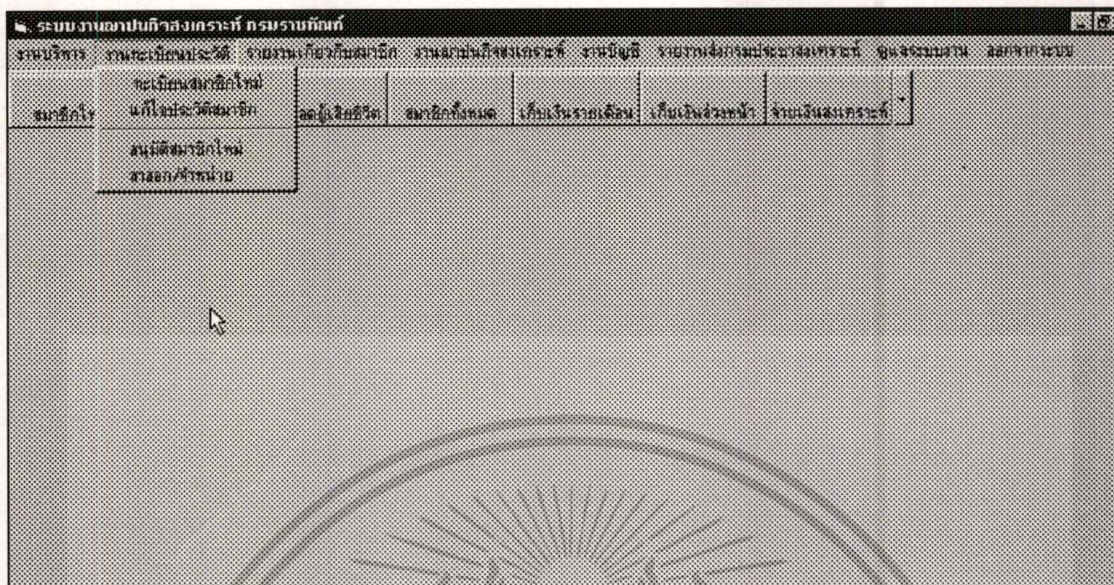 ระบบงานฌาปนกิจสงเคราะห์ กรมราชทัณฑ์
งานบริหาร งานทะเบียนประวัติ รายงานเกี่ยวกับสมาชิก งานฌาปนกิจสงเคราะห์ งานบัญชี รายงานส่งกรมประชาสงเคราะห์ ดูแลระบบงาน ออกจากระบบ
สมาชิกให ยอดผู้เสียชีวิต สมาชิกทั้งหมด เก็บเงินรายเดือน เก็บเงินล่วงหน้า จ่ายเงินสงเคราะห์
ทะเบียนสมาชิกใหม่
แก้ไขประวัติสมาชิก
อนุมัติสมาชิกใหม่
ลาออก/จำหน่าย